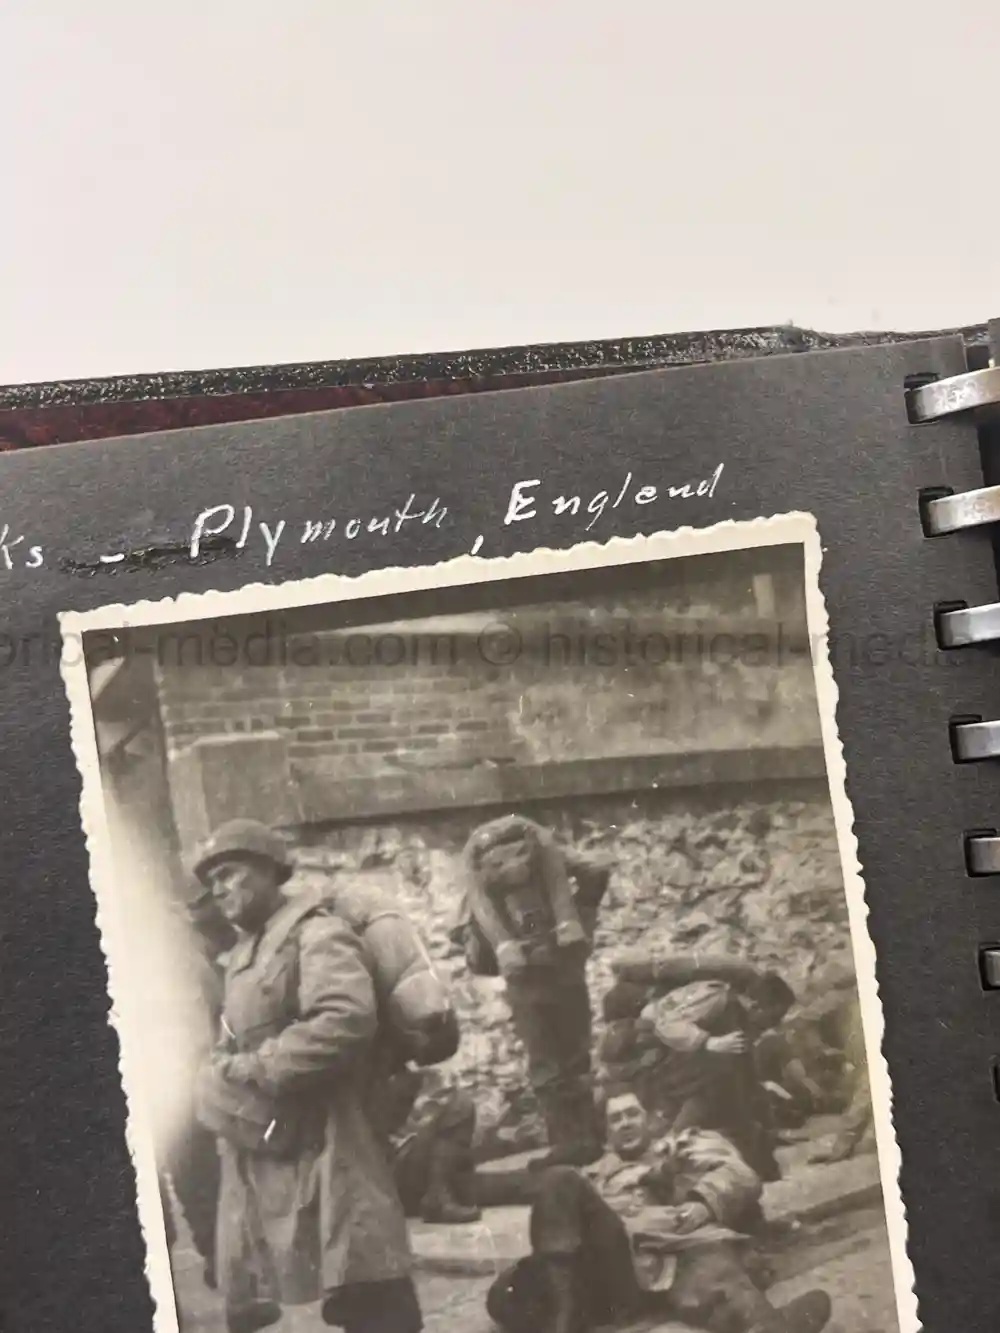 ks - Plymouth, England
orical-media.com © historical-media